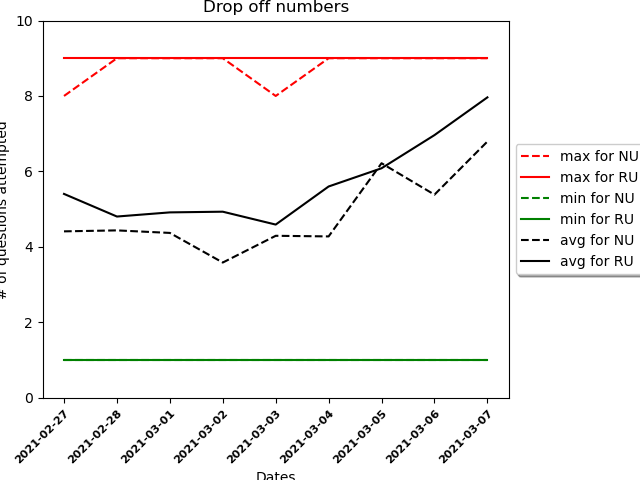 Drop off numbers
# of questions attempted
10
8
6
4
2
0
2021-02-27
2021-02-28
2021-03-01
2021-03-02
2021-03-03
2021-03-04
2021-03-05
2021-03-06
2021-03-07
Dates
max for NU
max for RU
min for NU
min for RU
avg for NU
avg for RU